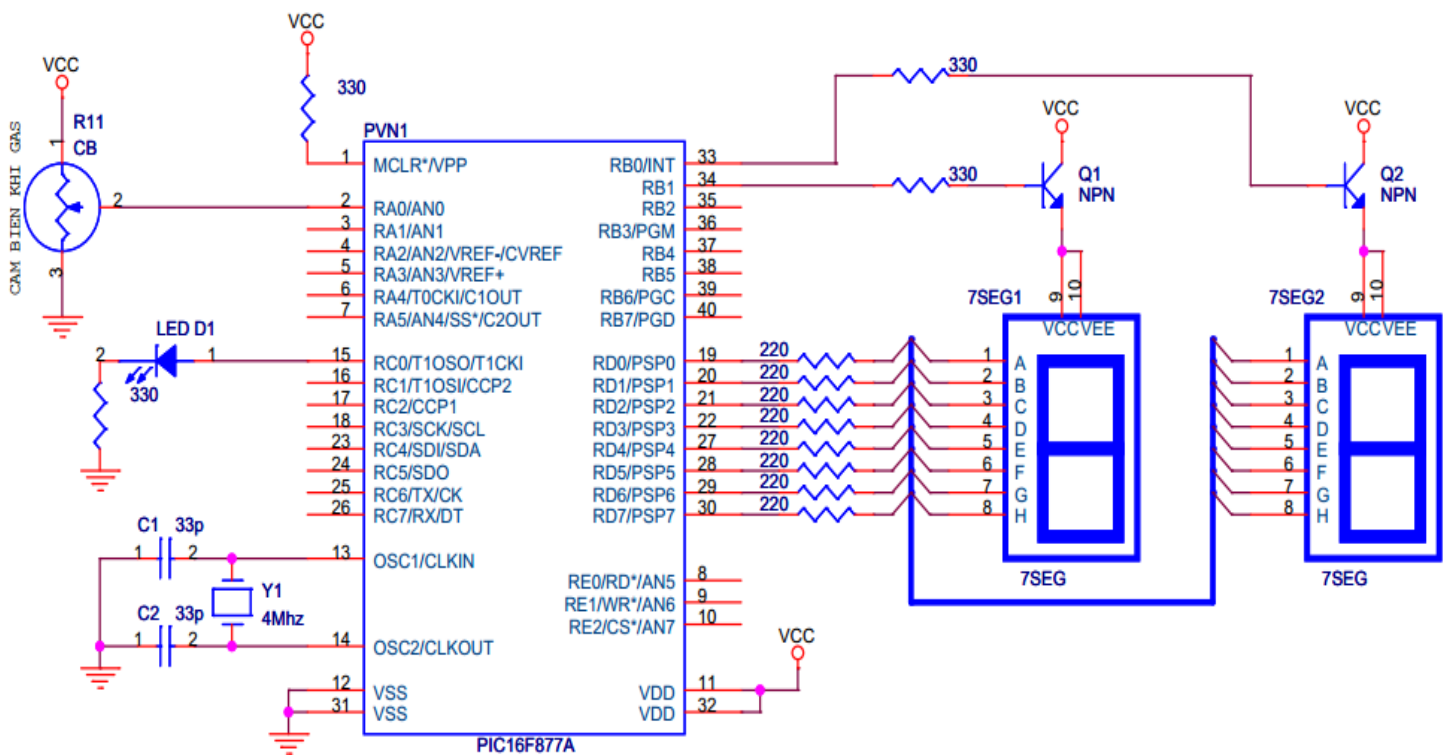 VCC
VCC
330
R11
CB
CAM BIEN KHI GAS
1
2
3
PVN1
1 MCLR*/VPP
2 RA0/AN0
3 RA1/AN1
4 RA2/AN2/VREF-/CVREF
5 RA3/AN3/VREF+
6 RA4/T0CKI/C1OUT
7 RA5/AN4/SS*/C2OUT
15 RC0/T1OSO/T1CKI
16 RC1/T1OSI/CCP2
17 RC2/CCP1
18 RC3/SCK/SCL
23 RC4/SDI/SDA
24 RC5/SDO
25 RC6/TX/CK
26 RC7/RX/DT
13 OSC1/CLKIN
14 OSC2/CLKOUT
12 VSS
31 VSS
RB0/INT 33
RB1 34
RB2 35
RB3/PGM 36
RB4 37
RB5 38
RB6/PGC 39
RB7/PGD 40
RD0/PSP0 19 220
RD1/PSP1 20 220
RD2/PSP2 21 220
RD3/PSP3 22 220
RD4/PSP4 27 220
RD5/PSP5 28 220
RD6/PSP6 29 220
RD7/PSP7 30 220
RE0/RD*/AN5 8
RE1/WR*/AN6 9
RE2/CS*/AN7 10
VDD 11
VDD 32
VCC
PIC16F877A
LED D1
2 1
330
C1 33p
1 2
Y1
4Mhz
C2 33p
1 2
330
330
VCC
Q1
NPN
VCC
Q2
NPN
7SEG1
9 10
VCC VEE
1 A
2 B
3 C
4 D
5 E
6 F
7 G
8 H
7SEG
7SEG2
9 10
VCC VEE
1 A
2 B
3 C
4 D
5 E
6 F
7 G
8 H
7SEG